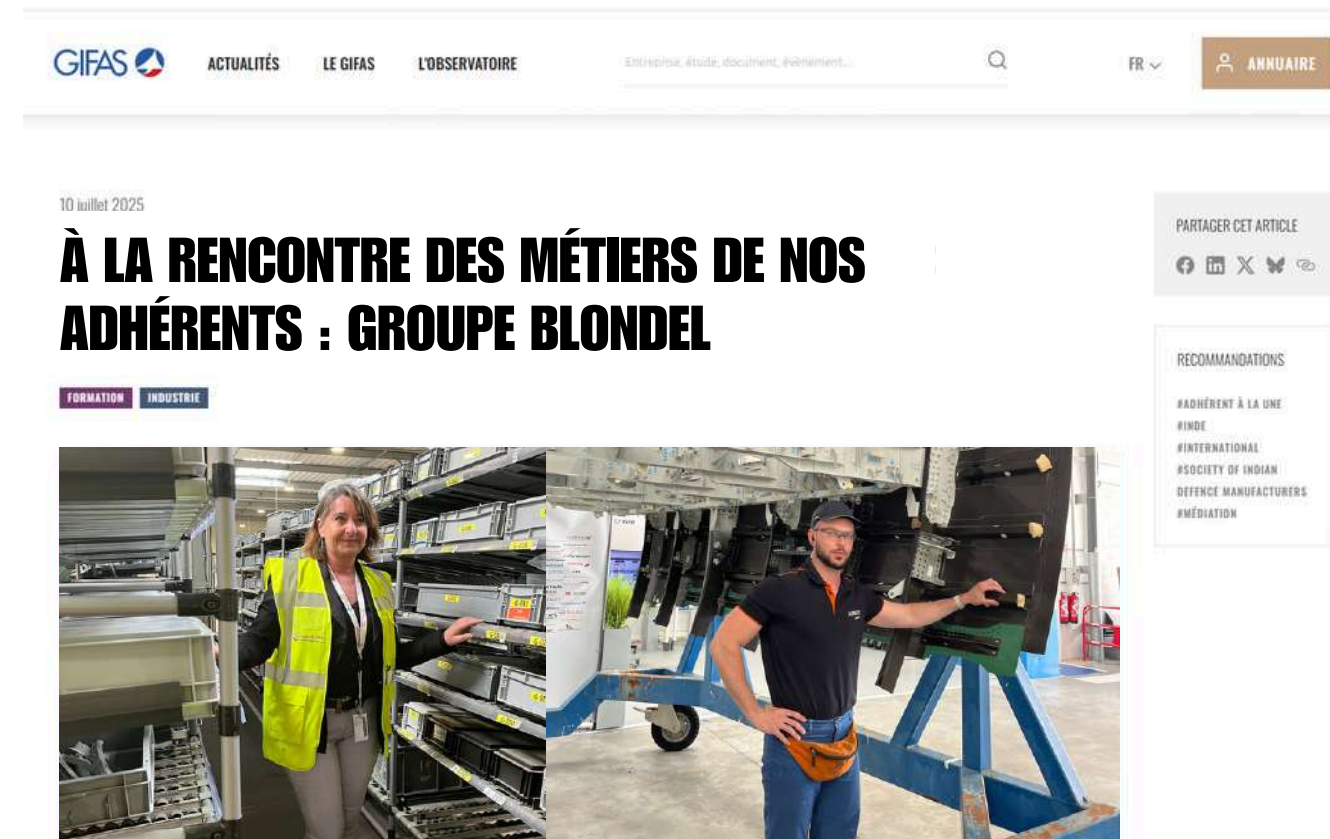 GIFAS
ACTUALITÉS
LE GIFAS
L'OBSERVATOIRE
Entreprise, étude, document, évènement...
FR
ANNUAIRE
10 juillet 2025
À LA RENCONTRE DES MÉTIERS DE NOS
ADHÉRENTS : GROUPE BLONDEL
FORMATION
INDUSTRIE
PARTAGER CET ARTICLE
RECOMMANDATIONS
#ADHÉRENT À LA UNE
#INDE
#INTERNATIONAL
#SOCIETY OF INDIAN
DEFENCE MANUFACTURERS
#MÉDIATION